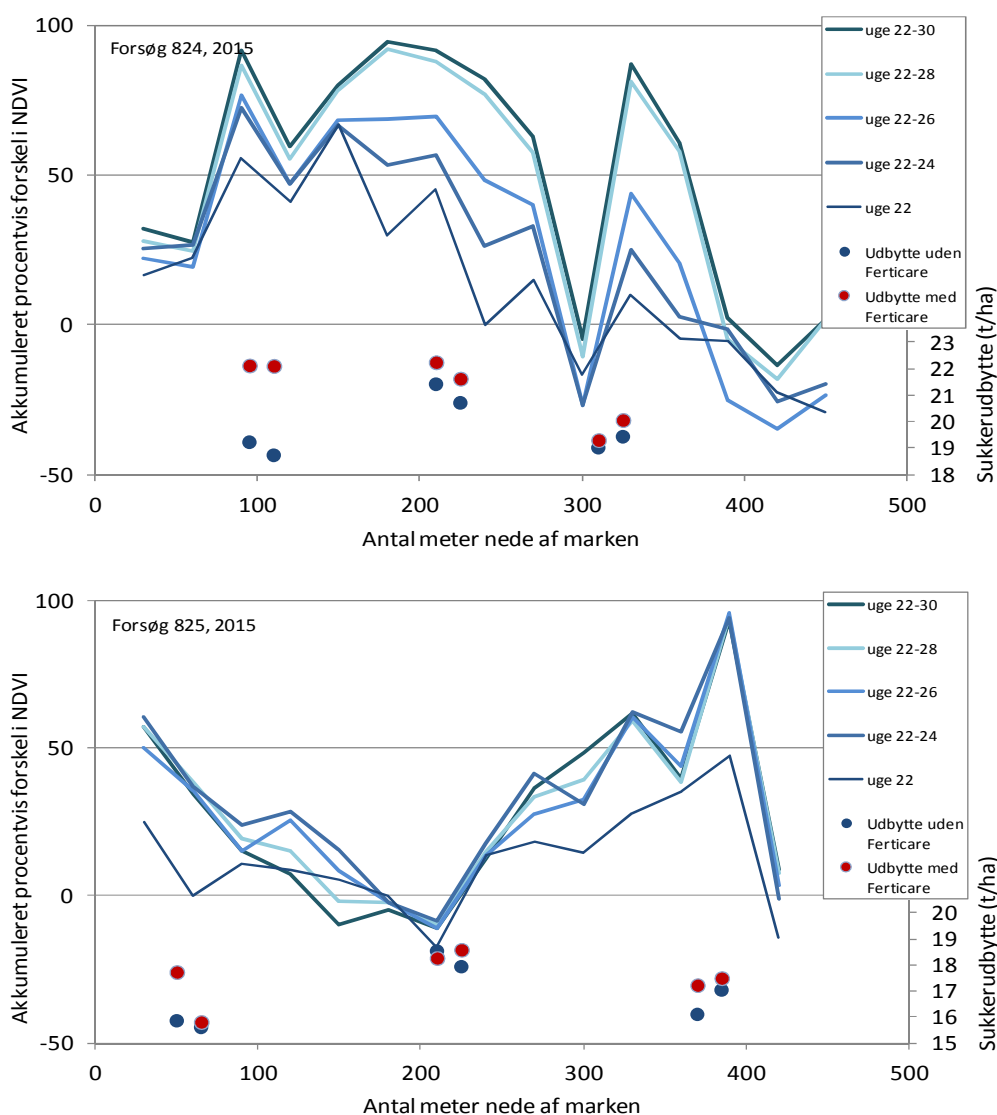 Forsøg 824, 2015
Akkumuleret procentvis forskel i NDVI
100
50
0
-50
0
100
200
300
400
500
Antal meter nede af marken
uge 22-30
uge 22-28
uge 22-26
uge 22-24
uge 22
Udbytte uden
Ferticare
Udbytte med
Ferticare
23
22
21
20
19
18
Sukkerudbytte (t/ha)
Forsøg 825, 2015
Akkumuleret procentvis forskel i NDVI
100
50
0
-50
0
100
200
300
400
500
Antal meter nede af marken
uge 22-30
uge 22-28
uge 22-26
uge 22-24
uge 22
Udbytte uden
Ferticare
Udbytte med
Ferticare
20
19
18
17
16
15
Sukkerudbytte (t/ha)